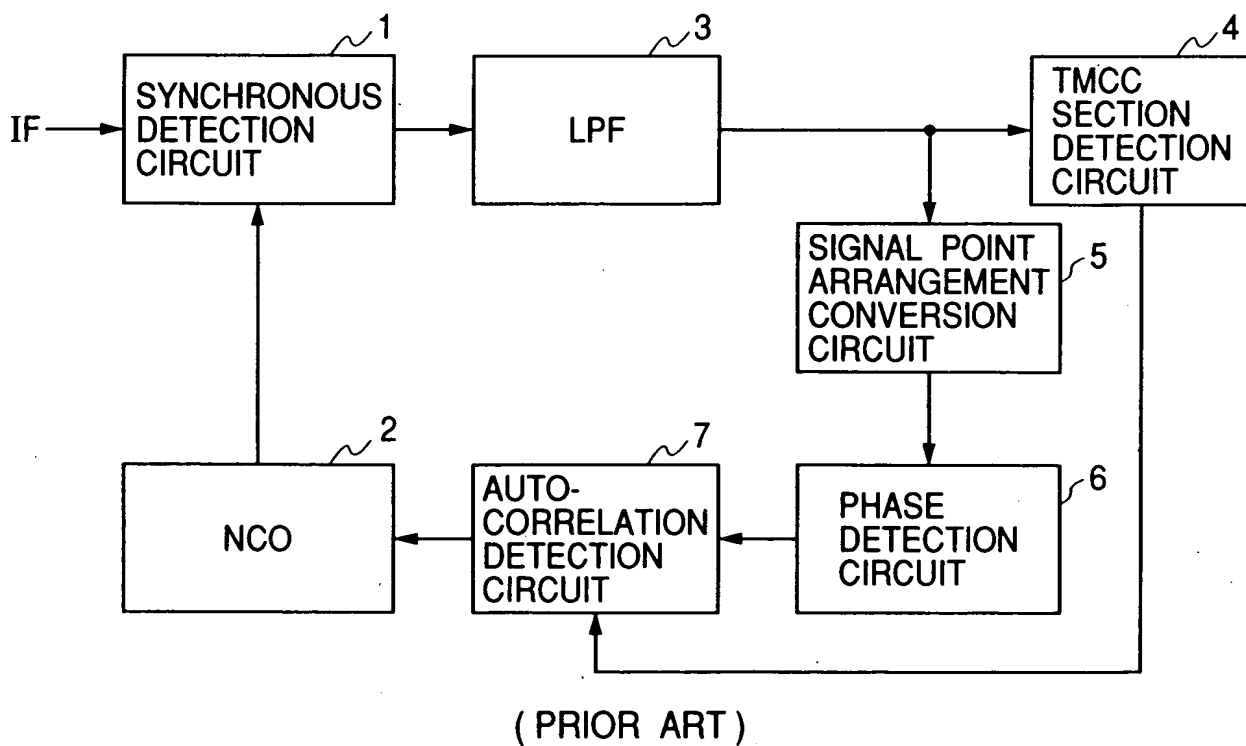 1
3
4
IF
SYNCHRONOUS
DETECTION
CIRCUIT
LPF
TMCC
SECTION
DETECTION
CIRCUIT
SIGNAL POINT
ARRANGEMENT
CONVERSION
CIRCUIT
5
2
7
6
NCO
AUTO-
CORRELATION
DETECTION
CIRCUIT
PHASE
DETECTION
CIRCUIT
( PRIOR ART )